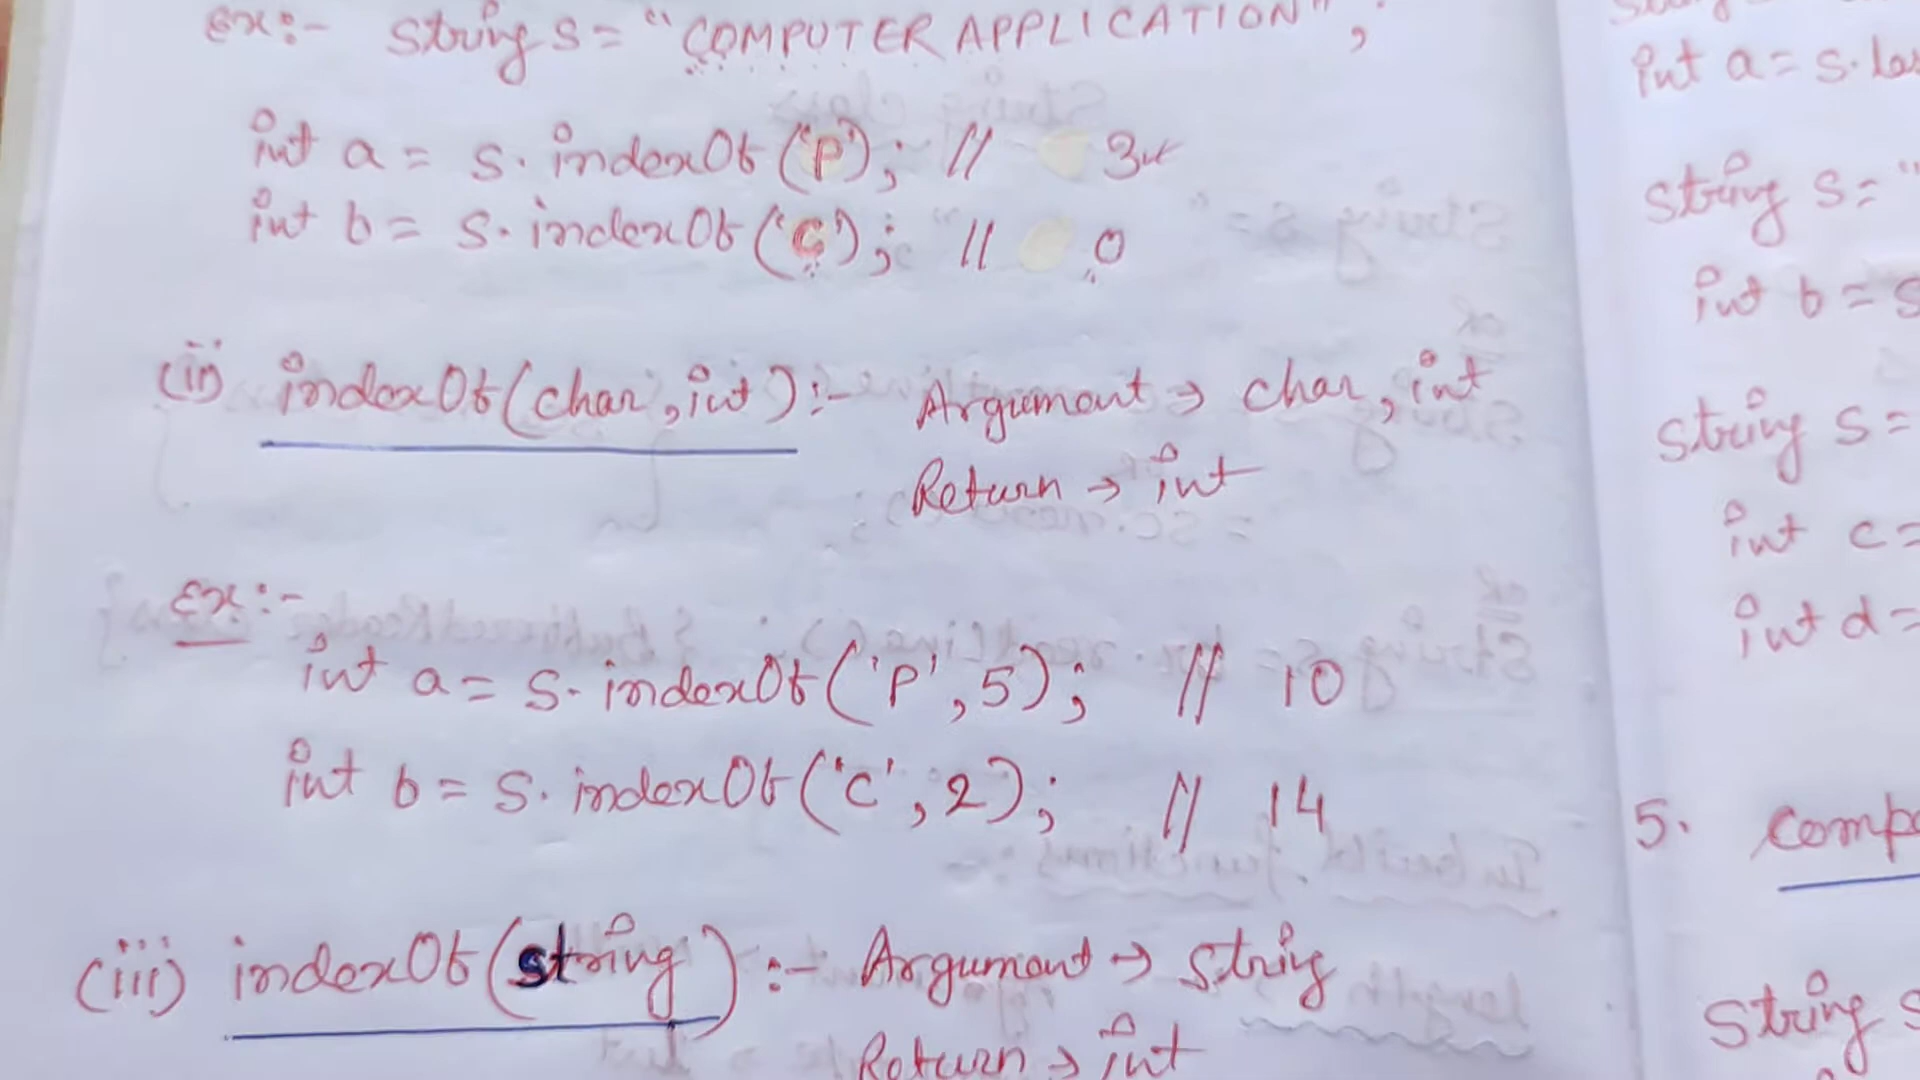 Ex:- String s = "COMPUTER APPLICATION";
int a = s.indexOf('P'); // 3
int b = s.indexOf('C'); // 0
(ii) indexOf(char, int):- Argument → char, int
Return → int
Ex:-
int a = s.indexOf('P', 5); // 10
int b = s.indexOf('C', 2); // 14
(iii) indexOf(string):- Argument → string
Return → int
int a = s.las
string s = "
int b = s
string s =
int c =
int d =
5. comp
string s